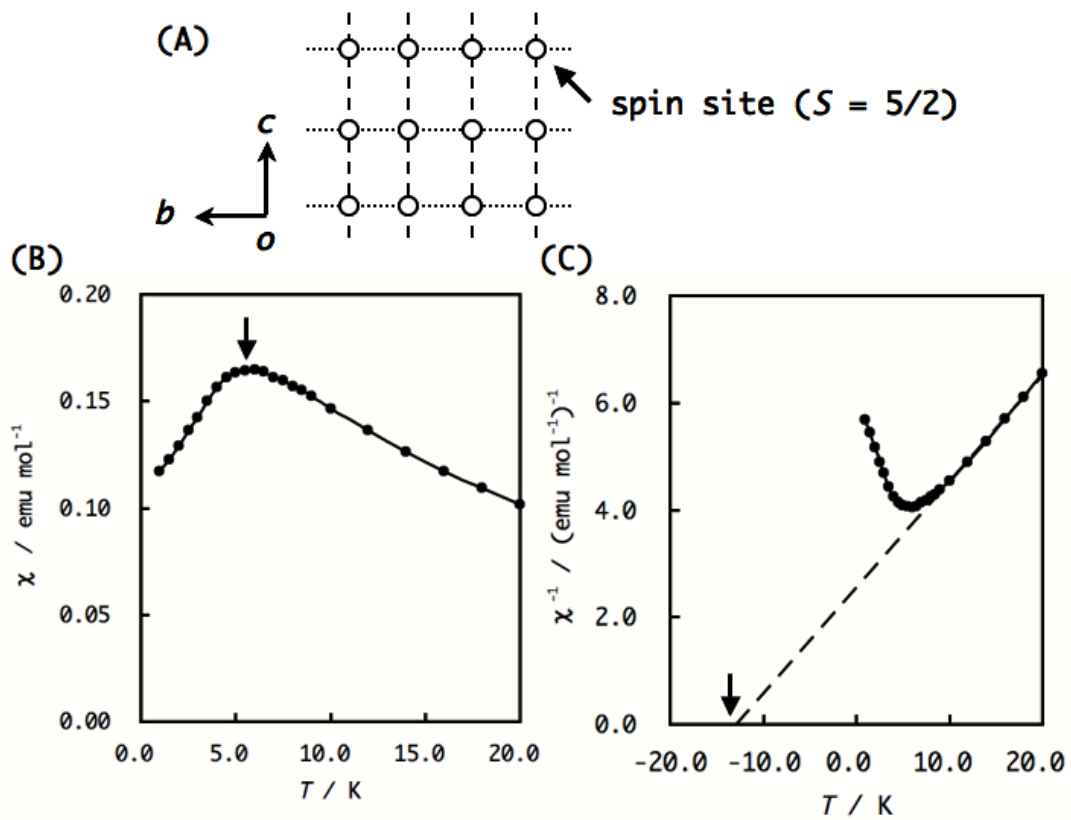 (A)
spin site (S = 5/2)
c
b
o
(B)
0.20
0.15
0.10
0.05
0.00
χ / emu mol⁻¹
0.0 5.0 10.0 15.0 20.0
T / K
(C)
8.0
6.0
4.0
2.0
0.0
χ⁻¹ / (emu mol⁻¹)⁻¹
-20.0 -10.0 0.0 10.0 20.0
T / K